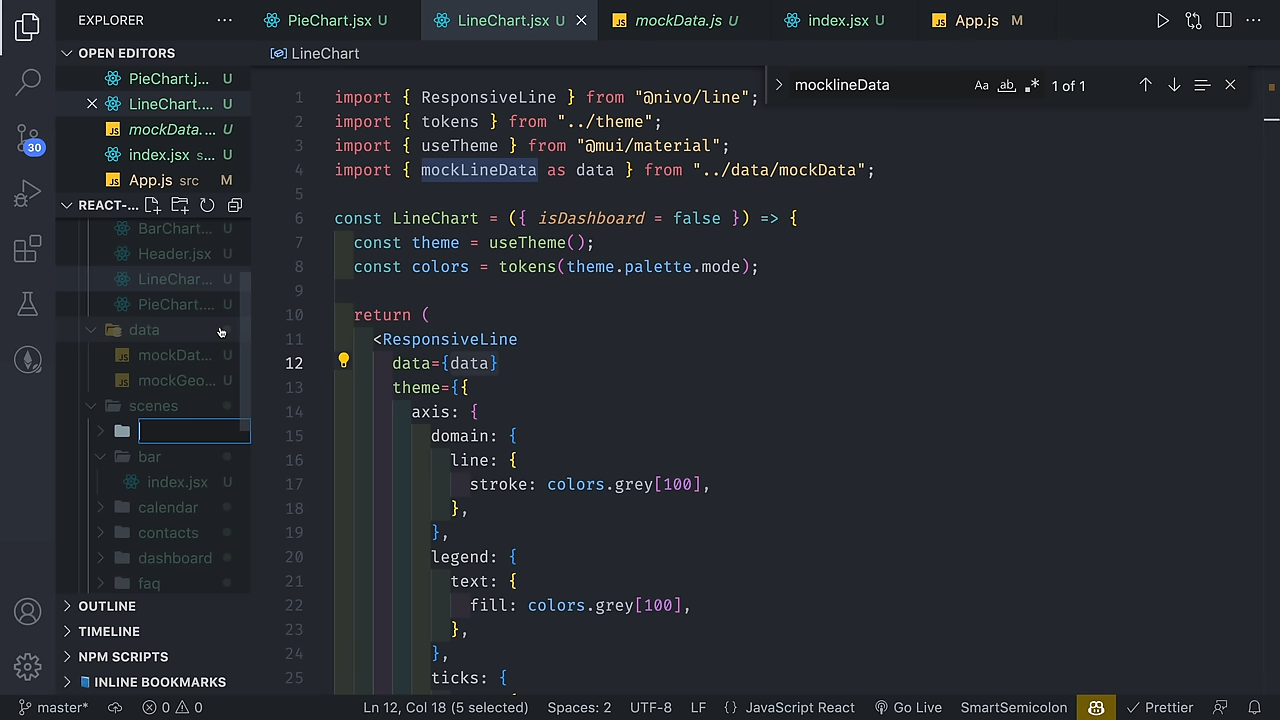 EXPLORER
PieChart.jsx U
LineChart.jsx U
mockData.js U
index.jsx U
App.js M
OPEN EDITORS
LineChart
PieChart.j... U
LineChart.... U
mockData. ... U
index.jsx s... U
App.js src M
mocklineData
Aa ab .* 1 of 1
REACT-...
BarChart... U
Header.jsx U
LineChar... U
PieChart.... U
data
mockDat... U
mockGeo... U
scenes
bar
index.jsx U
calendar
contacts
dashboard
faq
OUTLINE
TIMELINE
NPM SCRIPTS
INLINE BOOKMARKS
30
1 import { ResponsiveLine } from "@nivo/line";
2 import { tokens } from "../theme";
3 import { useTheme } from "@mui/material";
4 import { mockLineData as data } from "../data/mockData";
5
6 const LineChart = ({ isDashboard = false }) => {
7 const theme = useTheme();
8 const colors = tokens(theme.palette.mode);
9
10 return (
11 <ResponsiveLine
12 data={data}
13 theme={{
14 axis: {
15 domain: {
16 line: {
17 stroke: colors.grey[100],
18 },
19 },
20 legend: {
21 text: {
22 fill: colors.grey[100],
23 },
24 },
25 ticks: {
master* 0 0 Ln 12, Col 18 (5 selected) Spaces: 2 UTF-8 LF {} JavaScript React Go Live SmartSemicolon Prettier